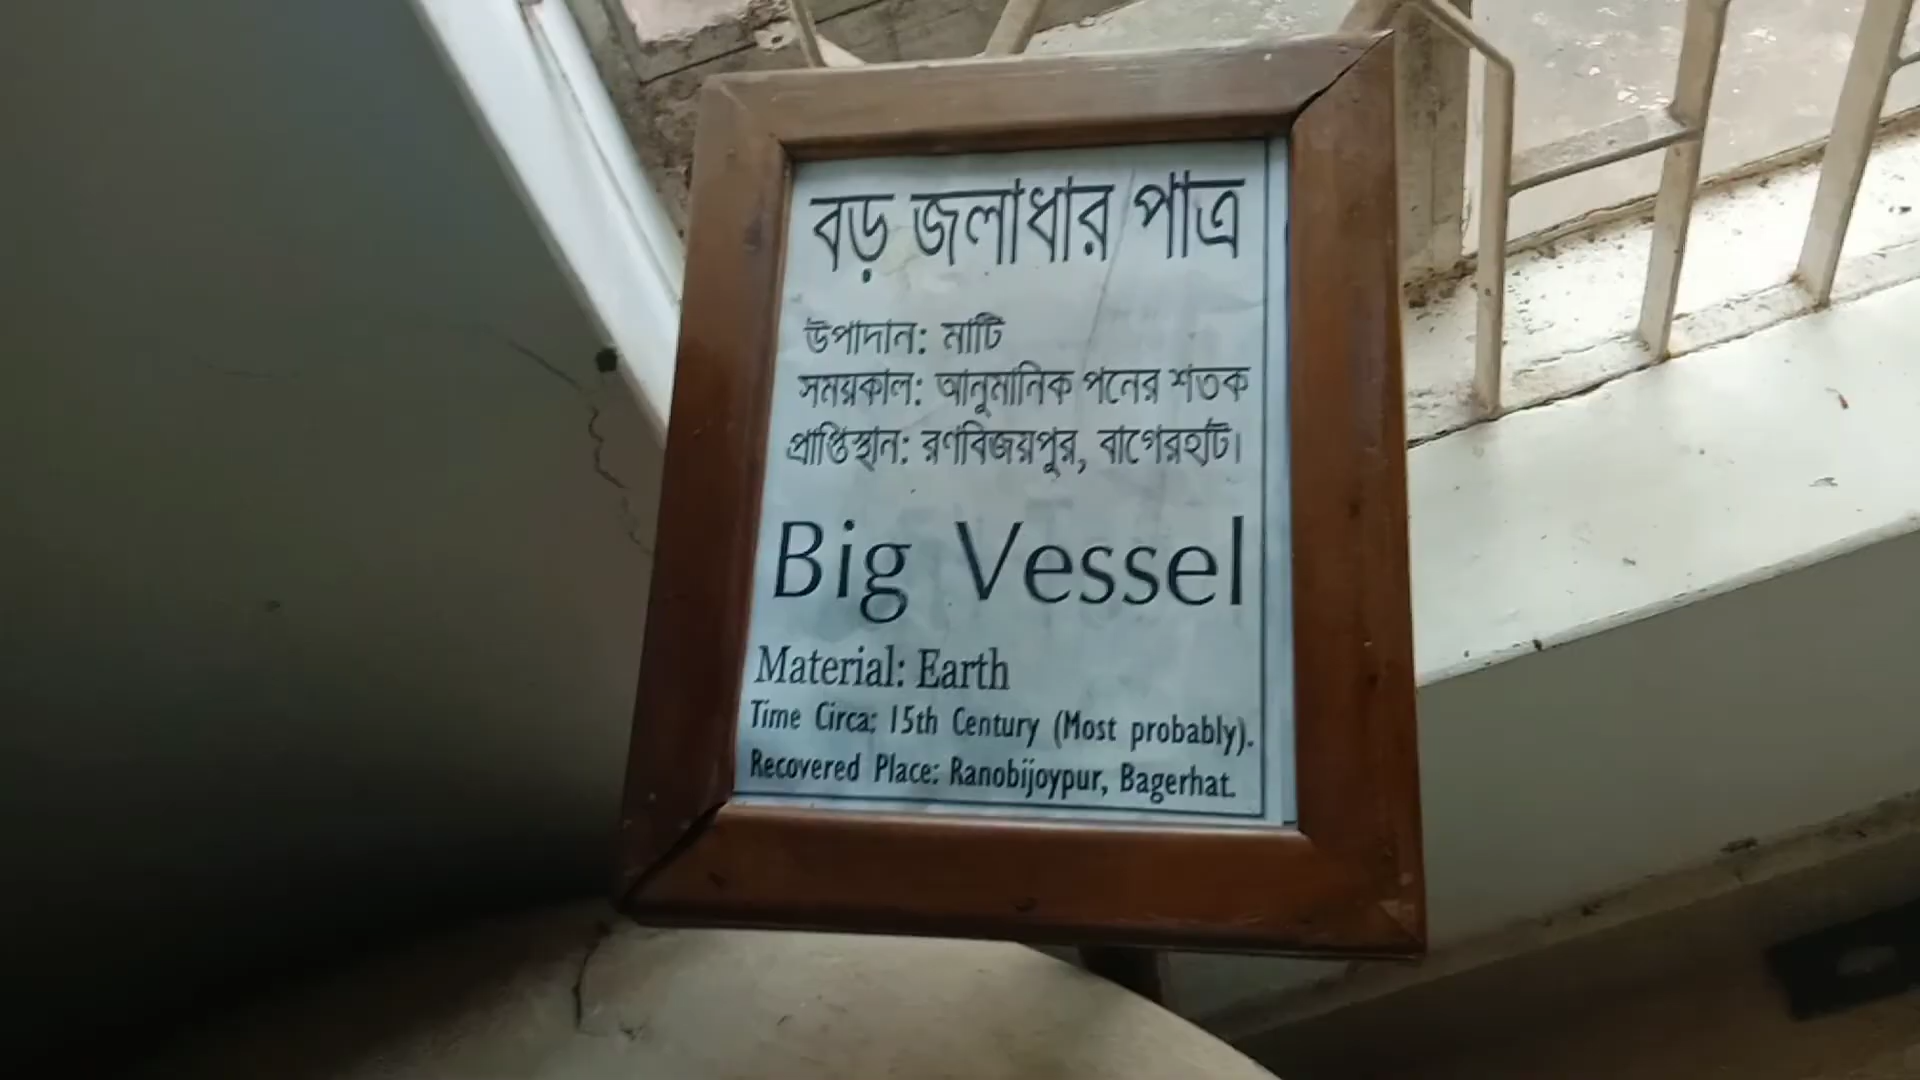 বড় জলাধার পাত্র
উপাদান: মাটি
সময়কাল: আনুমানিক পনের শতক
প্রাপ্তিস্থান: রণবিজয়পুর, বাগেরহাট।
Big Vessel
Material: Earth
Time Circa: 15th Century (Most probably).
Recovered Place: Ranobijoypur, Bagerhat.